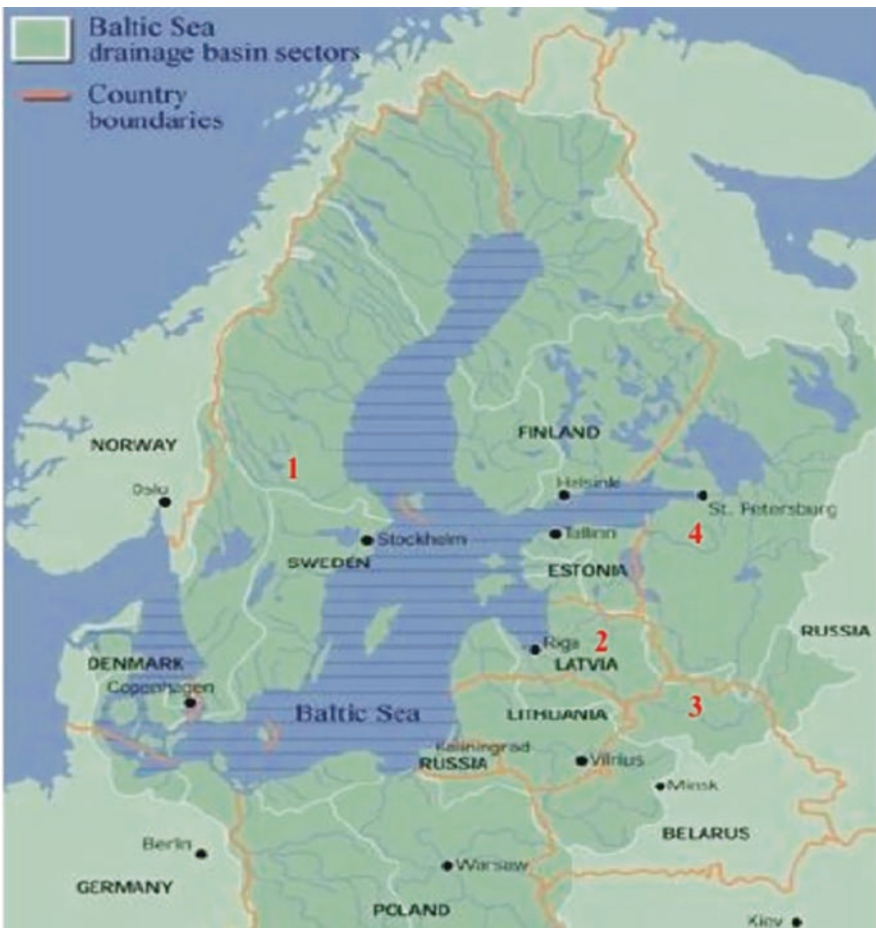 Baltic Sea
drainage basin sectors
Country
boundaries
NORWAY
Oslo
1
FINLAND
Helsinki
St. Petersburg
4
Stockholm
Tallinn
SWEDEN
ESTONIA
RUSSIA
Riga
2
LATVIA
DENMARK
Copenhagen
3
Baltic Sea
LITHUANIA
Kaliningrad
RUSSIA
Vilnius
Minsk
BELARUS
Berlin
Warsaw
GERMANY
POLAND
Kiev